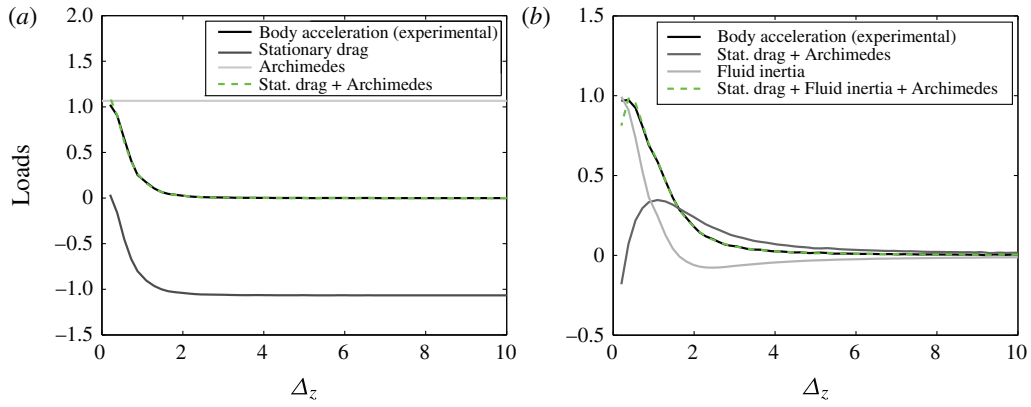 (a)
2.0
1.5
1.0
0.5
0
−0.5
−1.0
−1.5
Loads
Body acceleration (experimental)
Stationary drag
Archimedes
Stat. drag + Archimedes
0 2 4 6 8 10
Δz
(b)
1.5
1.0
0.5
0
−0.5
Body acceleration (experimental)
Stat. drag + Archimedes
Fluid inertia
Stat. drag + Fluid inertia + Archimedes
0 2 4 6 8 10
Δz